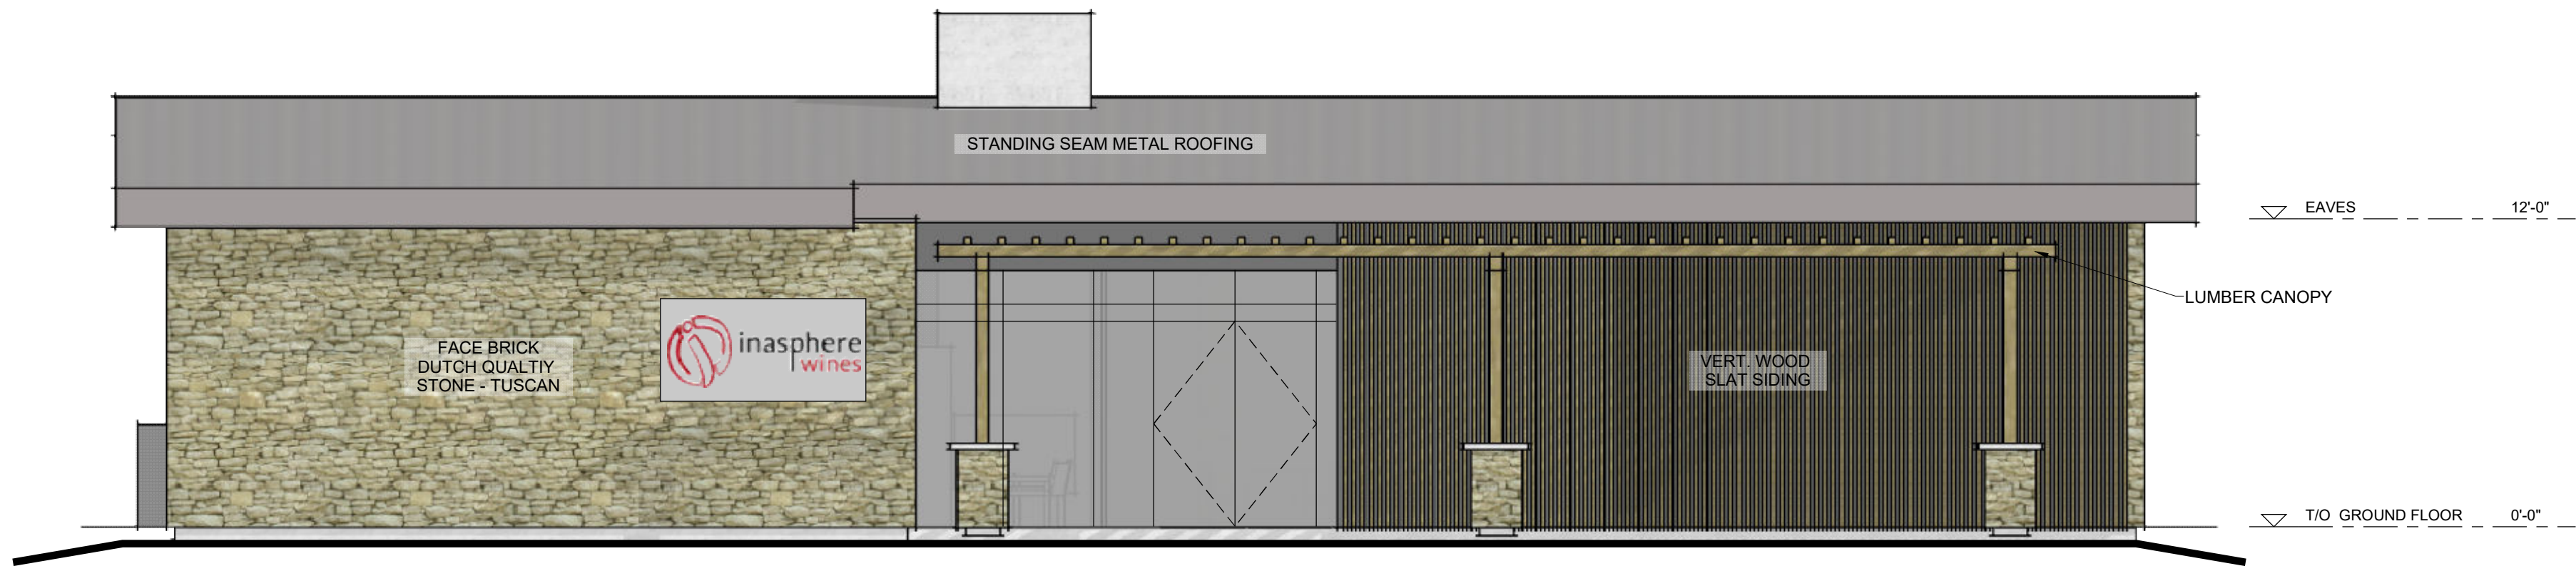 STANDING SEAM METAL ROOFING
EAVES 12'-0"
LUMBER CANOPY
inasphere
wines
FACE BRICK
DUTCH QUALTIY
STONE - TUSCAN
VERT. WOOD
SLAT SIDING
T/O GROUND FLOOR 0'-0"